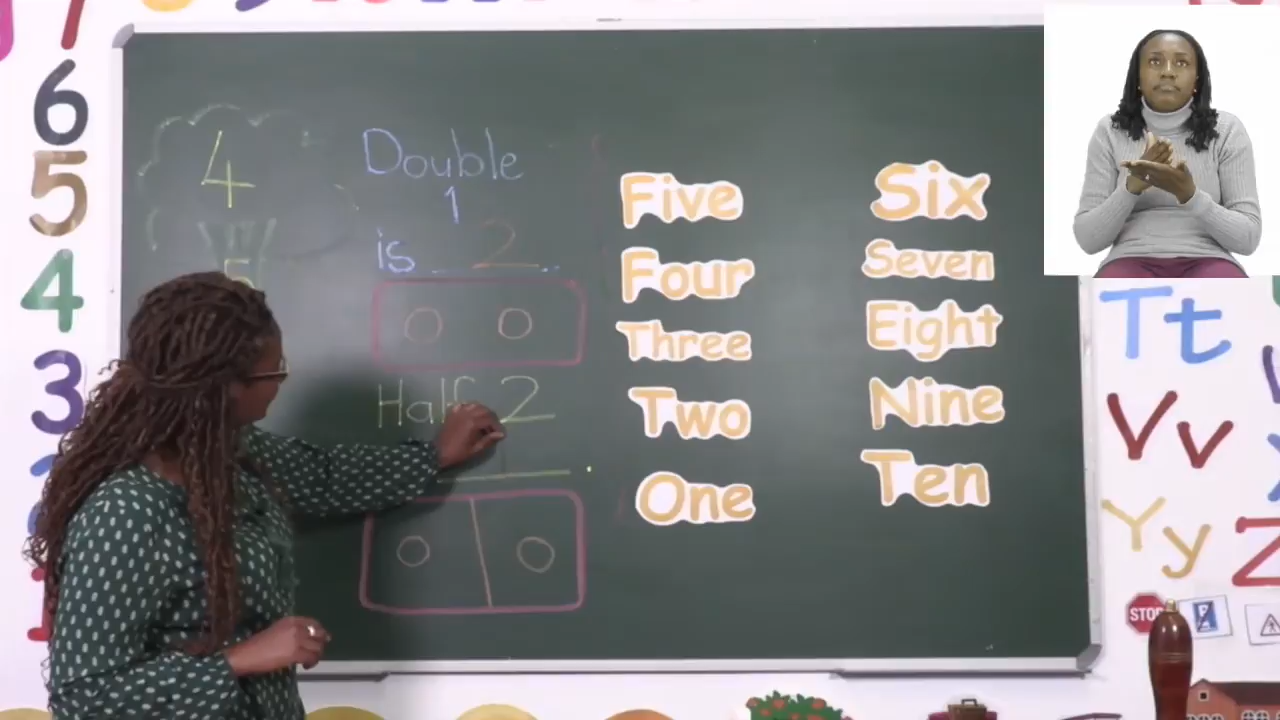 6
5
4
3
4
5
Double
1
is 2
Half 2
Five
Four
Three
Two
One
Six
Seven
Eight
Nine
Ten
Tt
Vv
Yy
STOP